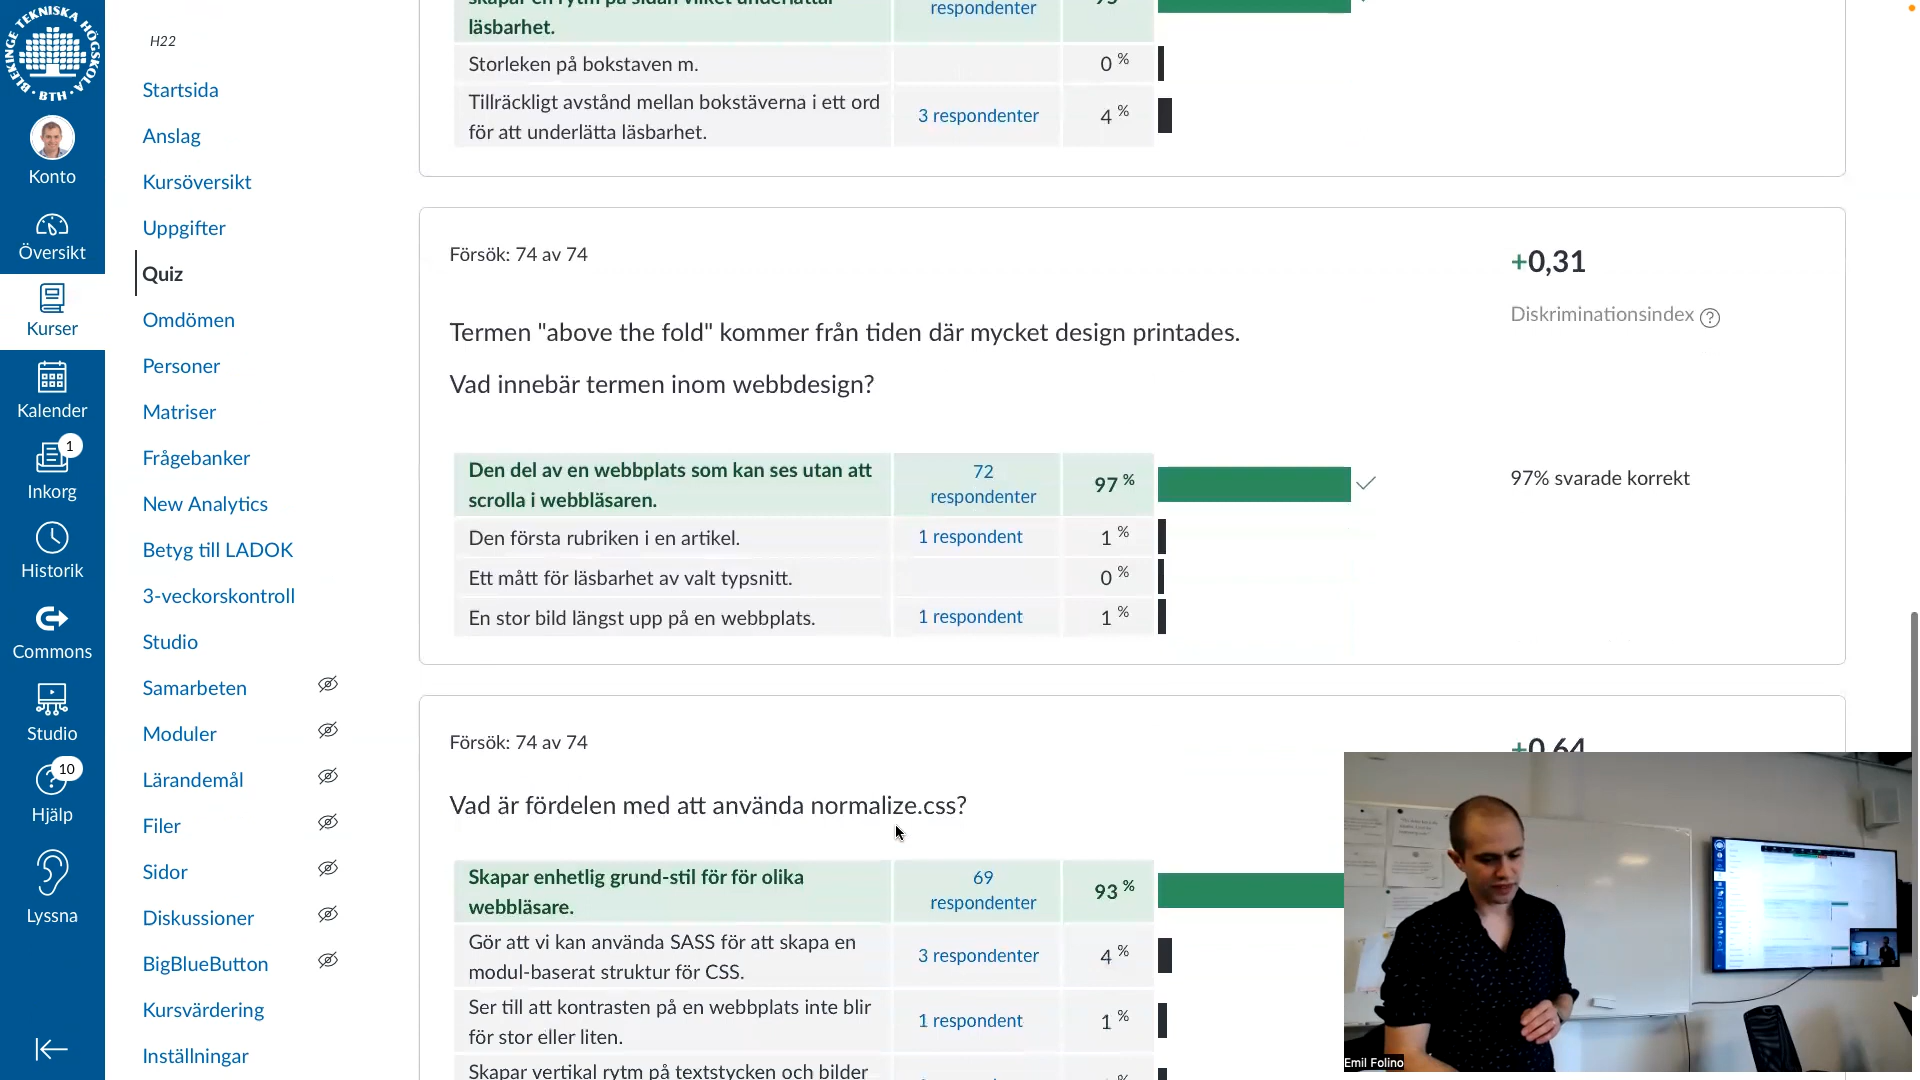 BLEKINGE TEKNISKA HÖGSKOLA
BTH
Konto
Översikt
Kurser
Kalender
1
Inkorg
Historik
Commons
Studio
10
Hjälp
Lyssna
H22
Startsida
Anslag
Kursöversikt
Uppgifter
Quiz
Omdömen
Personer
Matriser
Frågebanker
New Analytics
Betyg till LADOK
3-veckorskontroll
Studio
Samarbeten
Moduler
Lärandemål
Filer
Sidor
Diskussioner
BigBlueButton
Kursvärdering
Inställningar
respondenter
läsbarhet.
Storleken på bokstaven m.
0 %
Tillräckligt avstånd mellan bokstäverna i ett ord
för att underlätta läsbarhet.
3 respondenter
4 %
Försök: 74 av 74
+0,31
Diskriminationsindex ?
Termen "above the fold" kommer från tiden där mycket design printades.
Vad innebär termen inom webbdesign?
Den del av en webbplats som kan ses utan att
scrolla i webbläsaren.
72
respondenter
97 %
97% svarade korrekt
Den första rubriken i en artikel.
1 respondent
1 %
Ett mått för läsbarhet av valt typsnitt.
0 %
En stor bild längst upp på en webbplats.
1 respondent
1 %
Försök: 74 av 74
+0,64
Vad är fördelen med att använda normalize.css?
Skapar enhetlig grund-stil för för olika
webbläsare.
69
respondenter
93 %
Gör att vi kan använda SASS för att skapa en
modul-baserat struktur för CSS.
3 respondenter
4 %
Ser till att kontrasten på en webbplats inte blir
för stor eller liten.
1 respondent
1 %
Skapar vertikal rytm på textstycken och bilder
Emil Folino